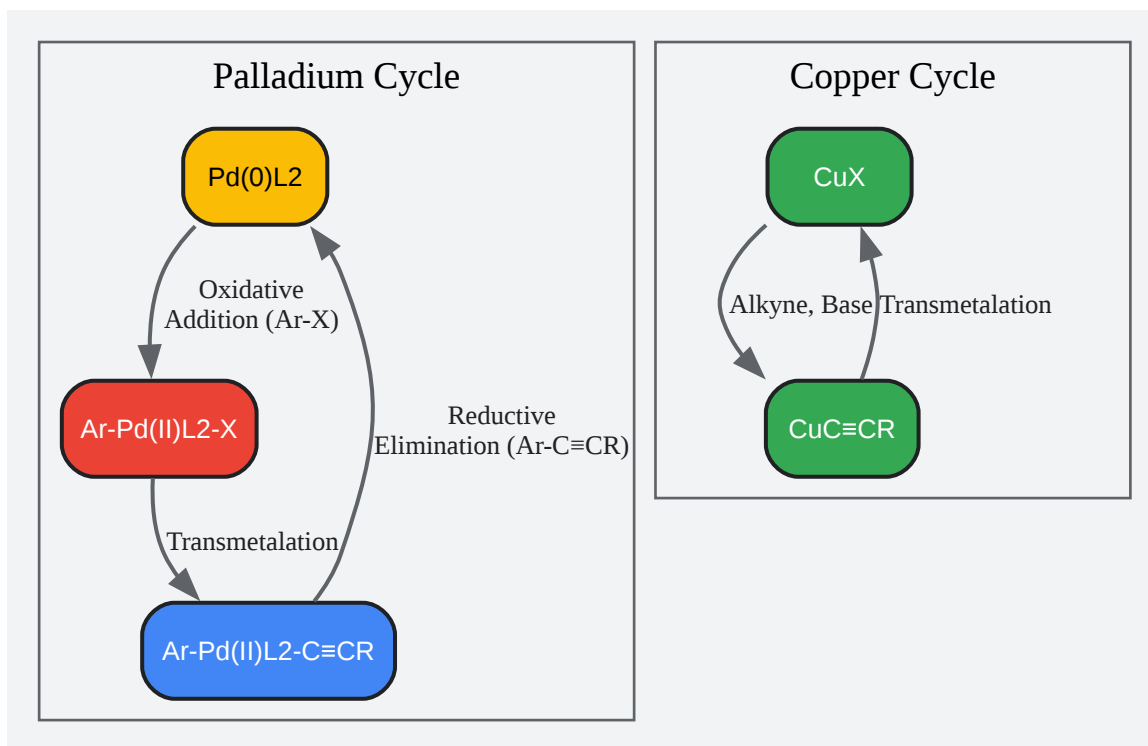 Palladium Cycle
Pd(0)L2
Oxidative
Addition (Ar-X)
Ar-Pd(II)L2-X
Reductive
Elimination (Ar-C≡CR)
Transmetalation
Ar-Pd(II)L2-C≡CR
Copper Cycle
CuX
Alkyne, Base
Transmetalation
CuC≡CR